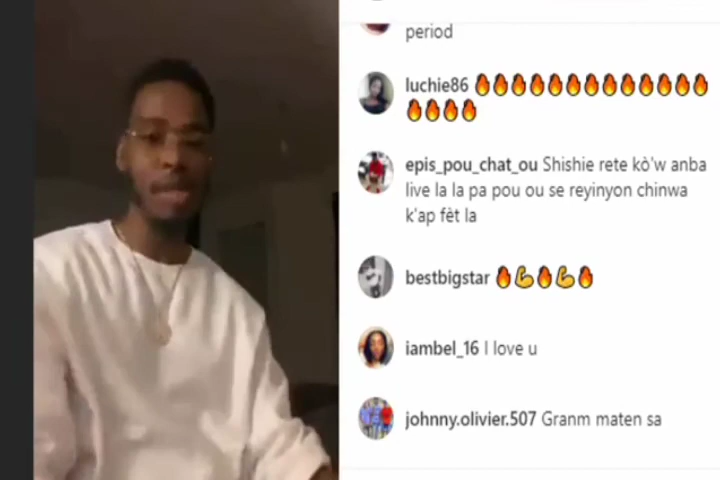 period
luchie86 🔥🔥🔥🔥🔥🔥🔥🔥🔥🔥🔥🔥🔥
🔥🔥🔥🔥
epis_pou_chat_ou Shishie rete kò'w anba
live la la pa pou ou se reyinyon chinwa
k'ap fèt la
bestbigstar 🔥💪🔥💪🔥
iambel_16 I love u
johnny.olivier.507 Granm maten sa